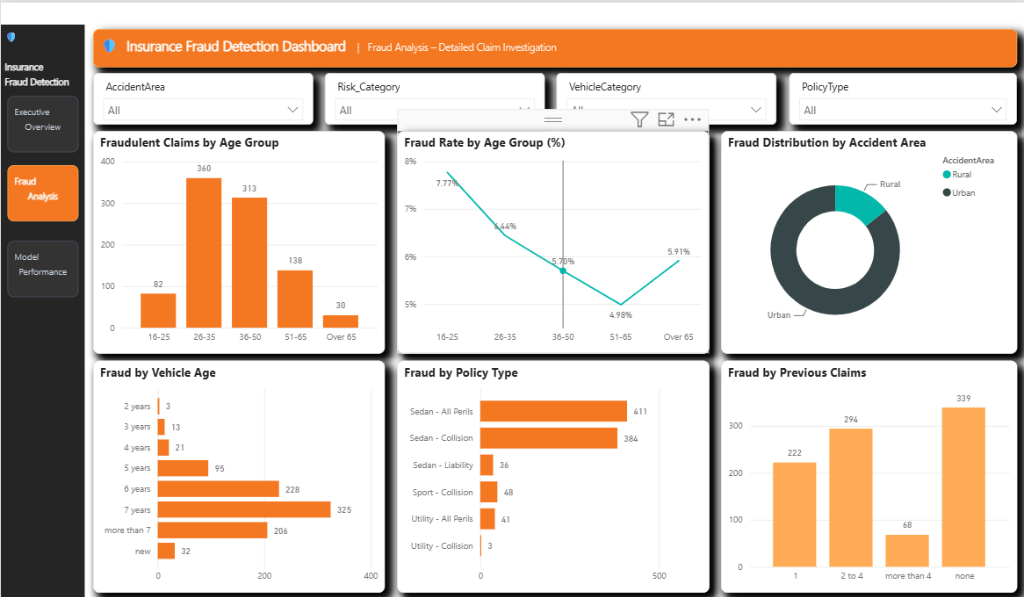 Insurance Fraud Detection Dashboard | Fraud Analysis – Detailed Claim Investigation
Insurance
Fraud Detection
Executive
Overview
Fraud
Analysis
Model
Performance
AccidentArea
All
Risk_Category
All
VehicleCategory
PolicyType
All
Fraudulent Claims by Age Group
400
300
200
100
0
82
360
313
138
30
16-25
26-35
36-50
51-65
Over 65
Fraud Rate by Age Group (%)
8%
7%
6%
5%
7.77%
6.44%
5.70%
4.98%
5.91%
16-25
26-35
36-50
51-65
Over 65
Fraud Distribution by Accident Area
AccidentArea
Rural
Urban
Rural
Urban
Fraud by Vehicle Age
2 years 3
3 years 13
4 years 21
5 years 95
6 years 228
7 years 325
more than 7 206
new 32
0
200
400
Fraud by Policy Type
Sedan - All Perils 411
Sedan - Collision 384
Sedan - Liability 36
Sport - Collision 48
Utility - All Perils 41
Utility - Collision 3
0
500
Fraud by Previous Claims
300
200
100
0
222
294
68
339
1
2 to 4
more than 4
none